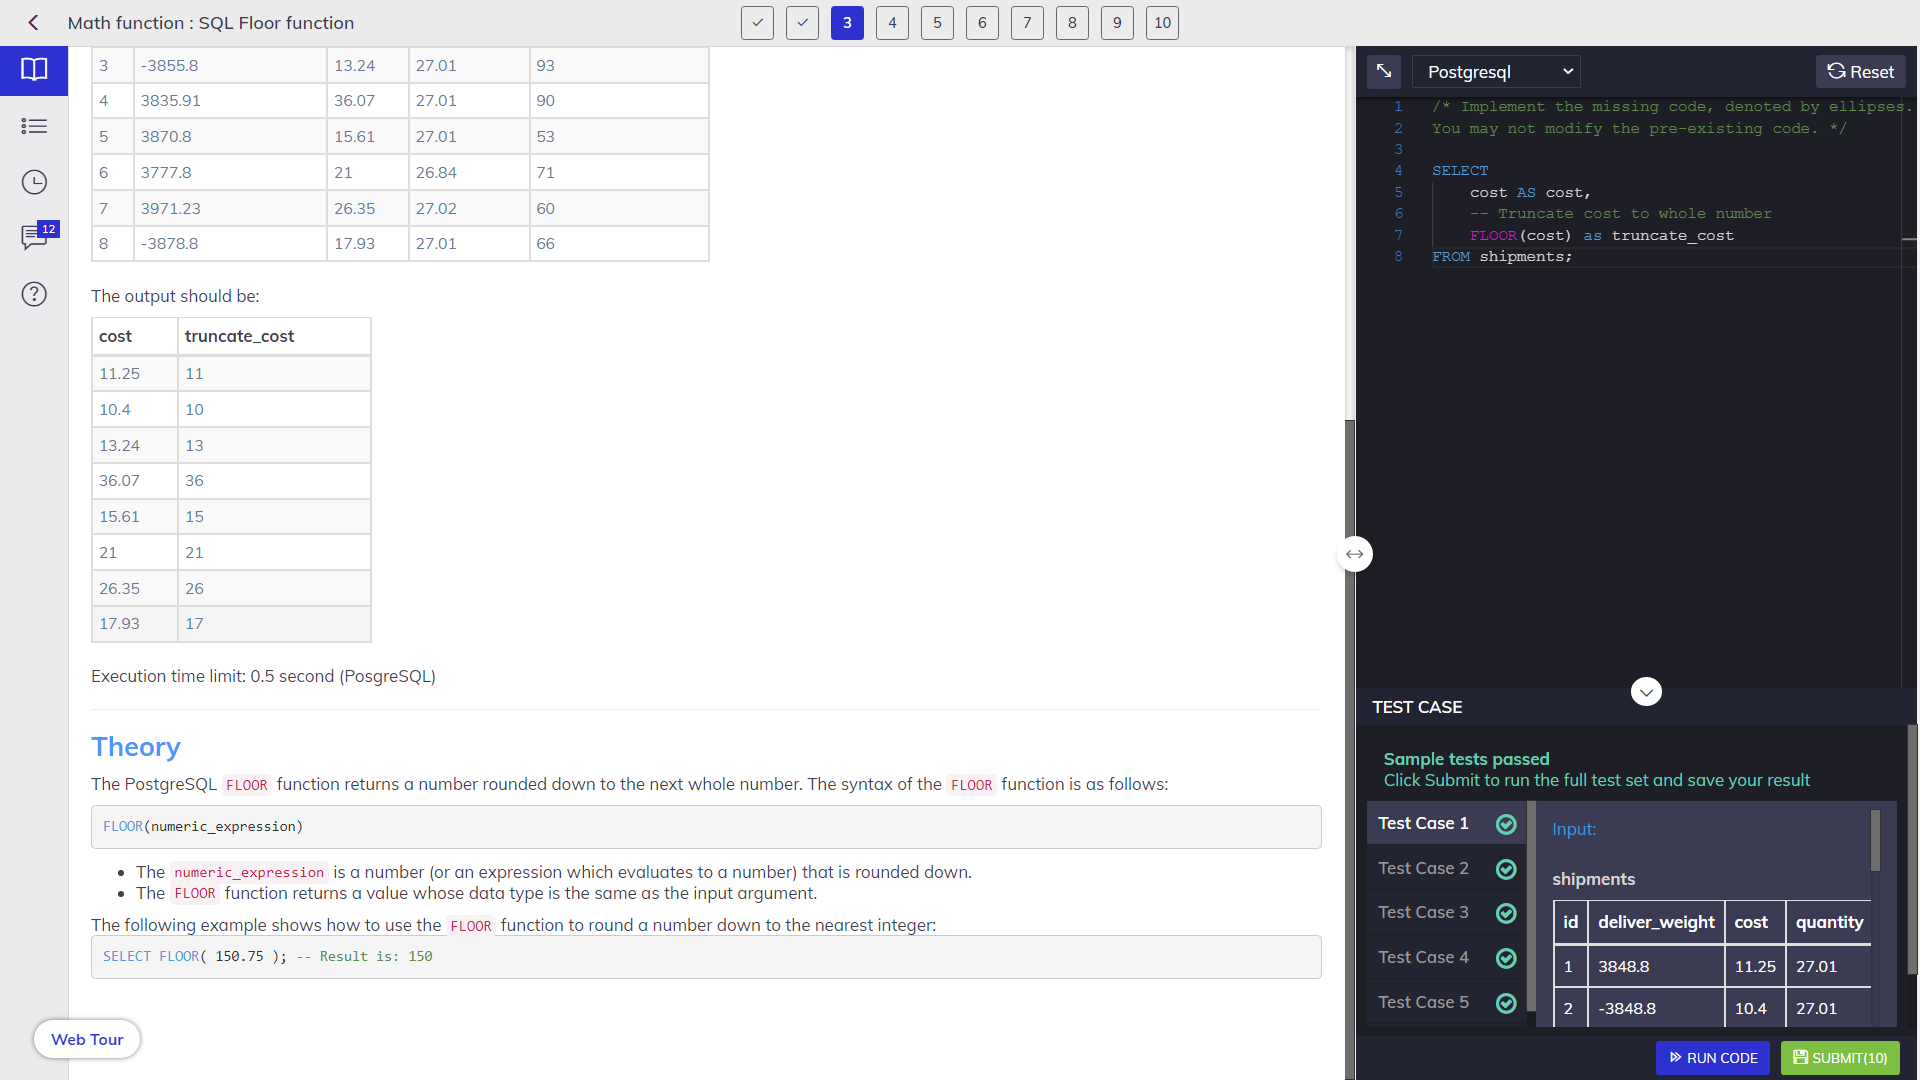 Math function : SQL Floor function
3 4 5 6 7 8 9 10
12
3 -3855.8 13.24 27.01 93
4 3835.91 36.07 27.01 90
5 3870.8 15.61 27.01 53
6 3777.8 21 26.84 71
7 3971.23 26.35 27.02 60
8 -3878.8 17.93 27.01 66
The output should be:
cost truncate_cost
11.25 11
10.4 10
13.24 13
36.07 36
15.61 15
21 21
26.35 26
17.93 17
Execution time limit: 0.5 second (PosgreSQL)
Theory
The PostgreSQL FLOOR function returns a number rounded down to the next whole number. The syntax of the FLOOR function is as follows:
FLOOR(numeric_expression)
• The numeric_expression is a number (or an expression which evaluates to a number) that is rounded down.
• The FLOOR function returns a value whose data type is the same as the input argument.
The following example shows how to use the FLOOR function to round a number down to the nearest integer:
SELECT FLOOR( 150.75 ); -- Result is: 150
Web Tour
Postgresql
Reset
1 /* Implement the missing code, denoted by ellipses.
2 You may not modify the pre-existing code. */
3
4 SELECT
5 cost AS cost,
6 -- Truncate cost to whole number
7 FLOOR(cost) as truncate_cost
8 FROM shipments;
TEST CASE
Sample tests passed
Click Submit to run the full test set and save your result
Test Case 1
Test Case 2
Test Case 3
Test Case 4
Test Case 5
Input:
shipments
id deliver_weight cost quantity
1 3848.8 11.25 27.01
2 -3848.8 10.4 27.01
RUN CODE
SUBMIT(10)